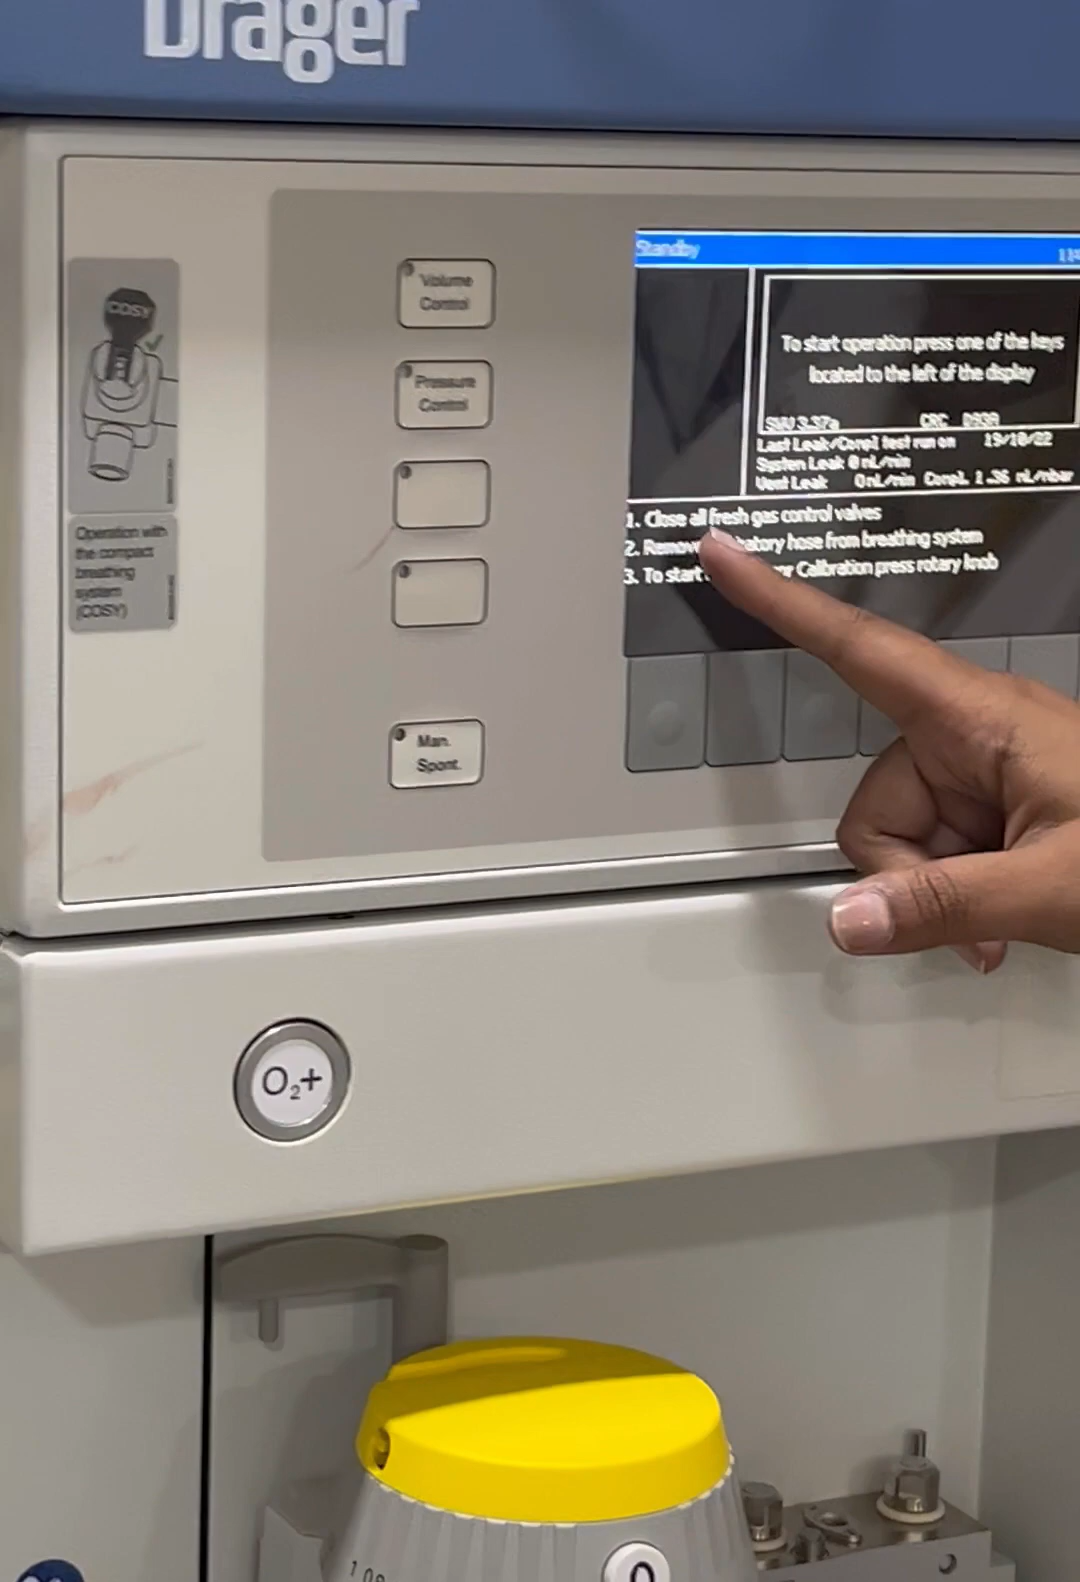 Dräger
COSY
Operation with
the compact
breathing
system
(COSY)
Volume
Control
Pressure
Control
Man.
Spont.
Standby
To start operation press one of the keys
located to the left of the display
SW 3.37a CRC
Last Leak/Compl test run on 19/10/22
System Leak 0 mL/min
Vent Leak 0 mL/min Compl. 1.36 mL/mbar
1. Close all fresh gas control valves
2. hose from breathing system
3. To start Calibration press rotary knob
O₂+
0